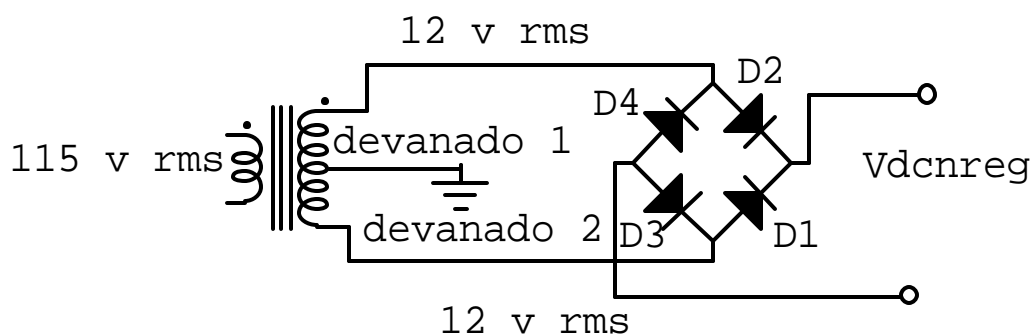 12 v rms
D2
D4
115 v rms
devanado 1
Vdcnreg
devanado 2
D3
D1
12 v rms